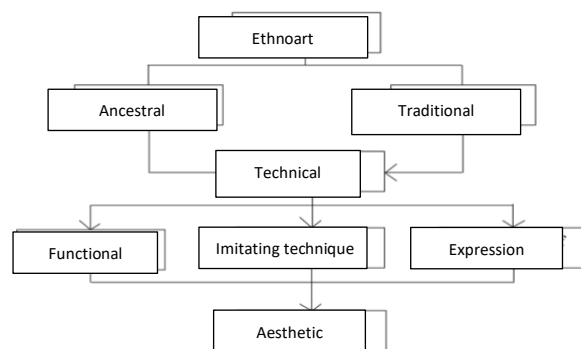 Ethnoart
Ancestral
Traditional
Technical
Functional
Imitating technique
Expression
Aesthetic